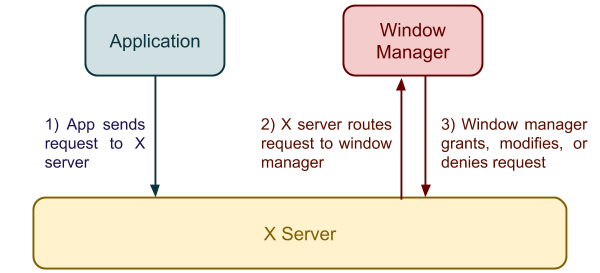 Application
Window
Manager
1) App sends
request to X
server
2) X server routes
request to window
manager
3) Window manager
grants, modifies, or
denies request
X Server